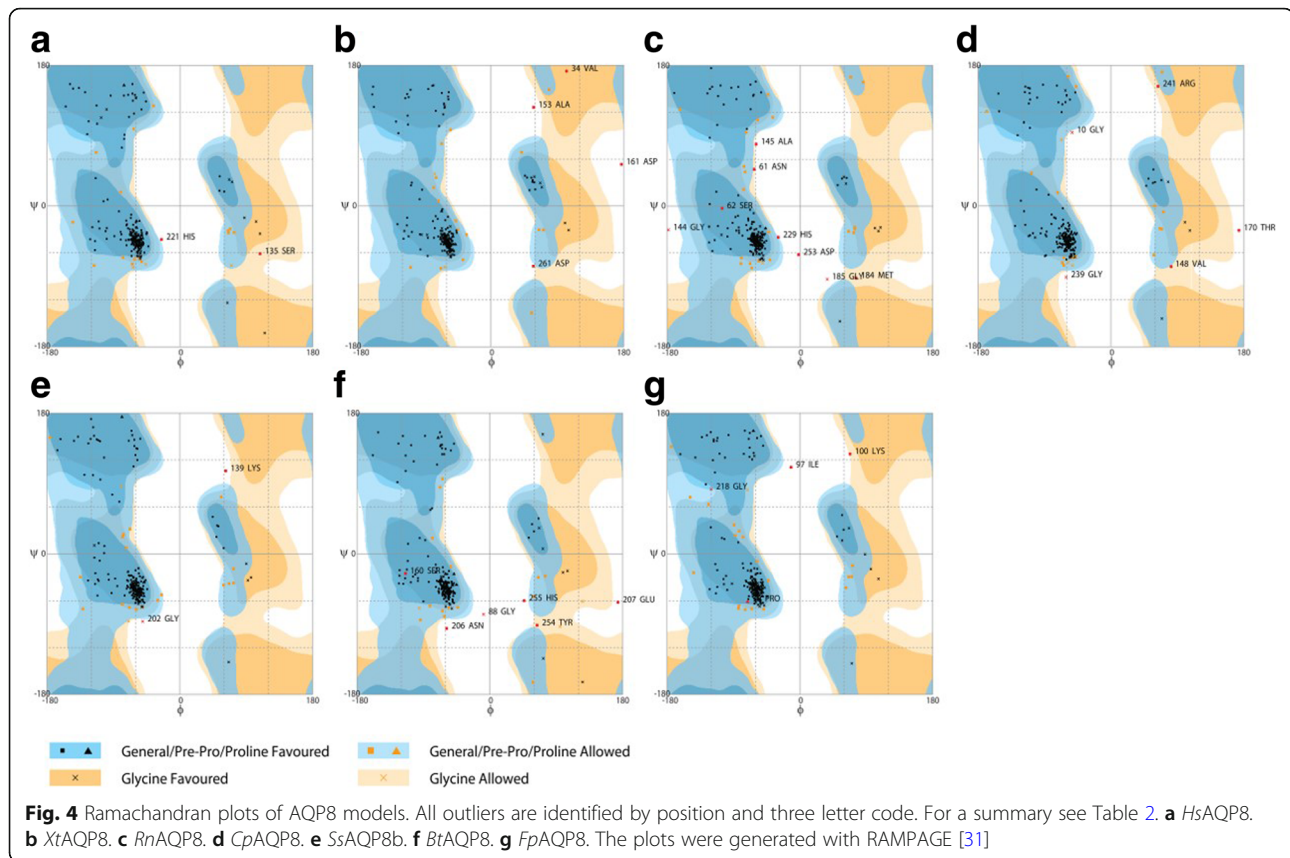 a
180
ψ 0
-180
0
180
ϕ
221 HIS
135 SER
b
180
ψ 0
-180
0
180
ϕ
34 VAL
153 ALA
161 ASP
261 ASP
c
180
ψ 0
-180
0
180
ϕ
145 ALA
61 ASN
62 SER
144 GLY
229 HIS
253 ASP
185 GLY
184 MET
d
180
ψ 0
-180
0
180
ϕ
241 ARG
10 GLY
170 THR
148 VAL
239 GLY
e
180
ψ 0
-180
0
180
ϕ
139 LYS
202 GLY
f
180
ψ 0
-180
0
180
ϕ
160 SER
255 HIS
207 GLU
88 GLY
206 ASN
254 TYR
g
180
ψ 0
-180
0
180
ϕ
100 LYS
97 ILE
218 GLY
PRO
General/Pre-Pro/Proline Favoured
General/Pre-Pro/Proline Allowed
Glycine Favoured
Glycine Allowed
Fig. 4 Ramachandran plots of AQP8 models. All outliers are identified by position and three letter code. For a summary see Table 2. a HsAQP8.
b XtAQP8. c RnAQP8. d CpAQP8. e SsAQP8b. f BtAQP8. g FpAQP8. The plots were generated with RAMPAGE [31]